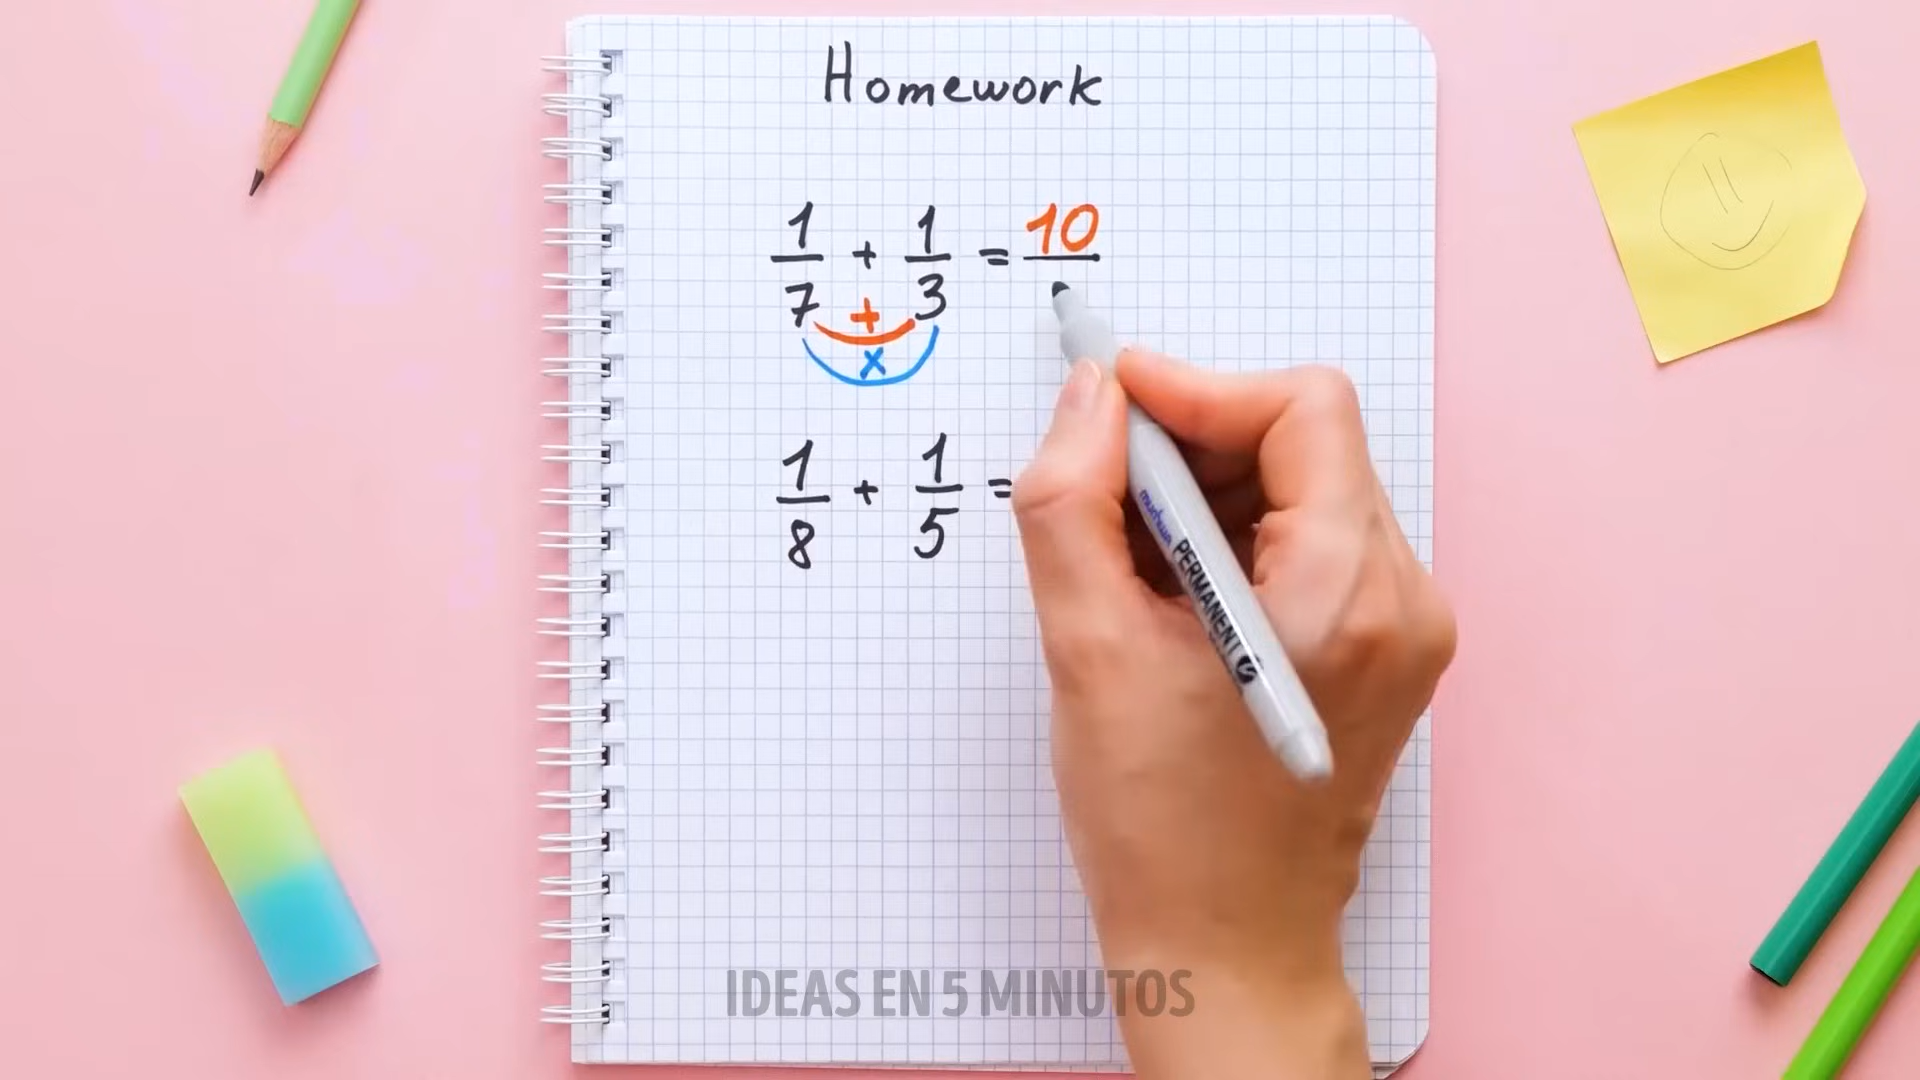 Homework
1/7 + 1/3 = 10/
+
x
1/8 + 1/5 =
PERMANENT
IDEAS EN 5 MINUTOS